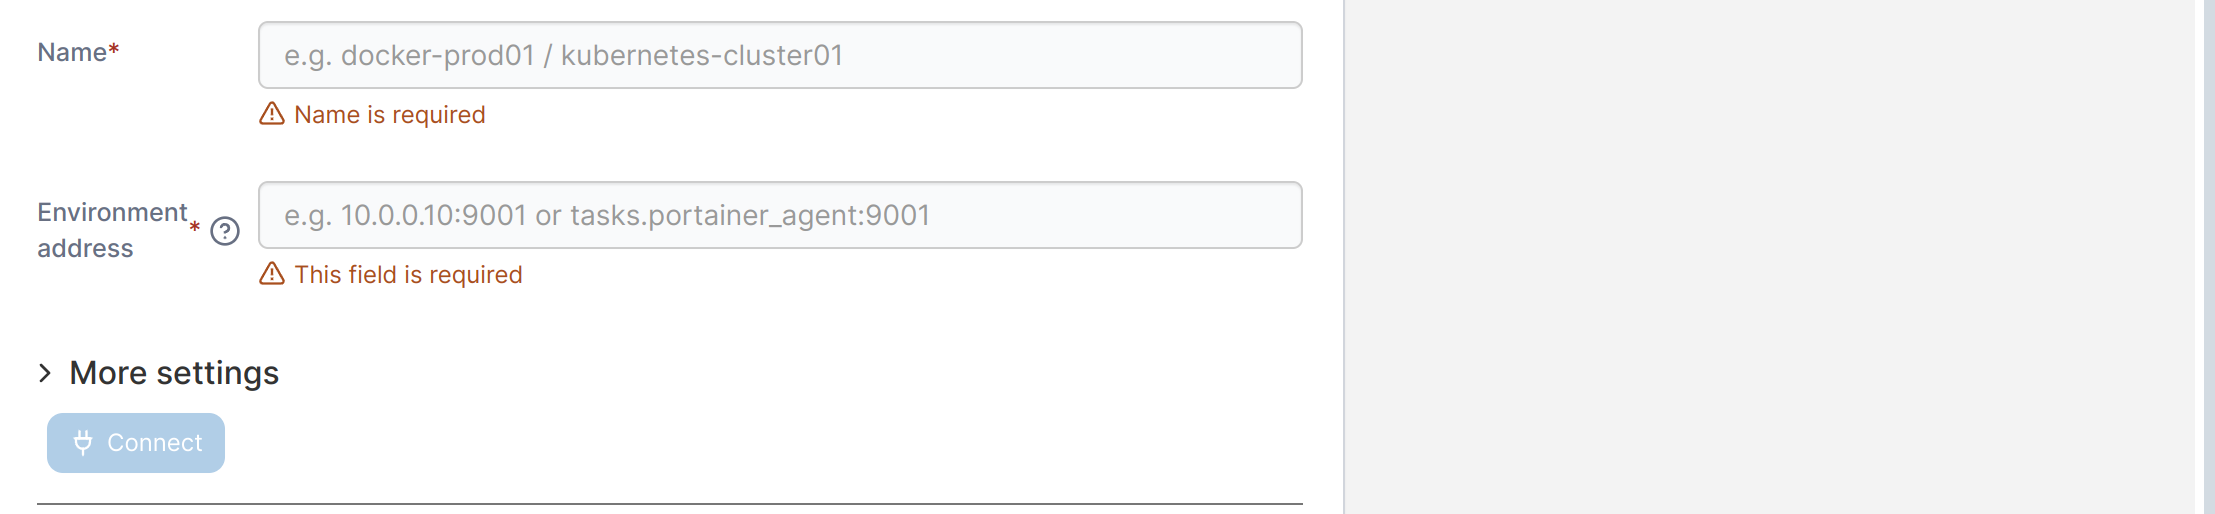 Name*
e.g. docker-prod01 / kubernetes-cluster01
Name is required
Environment address*
e.g. 10.0.0.10:9001 or tasks.portainer_agent:9001
This field is required
More settings
Connect